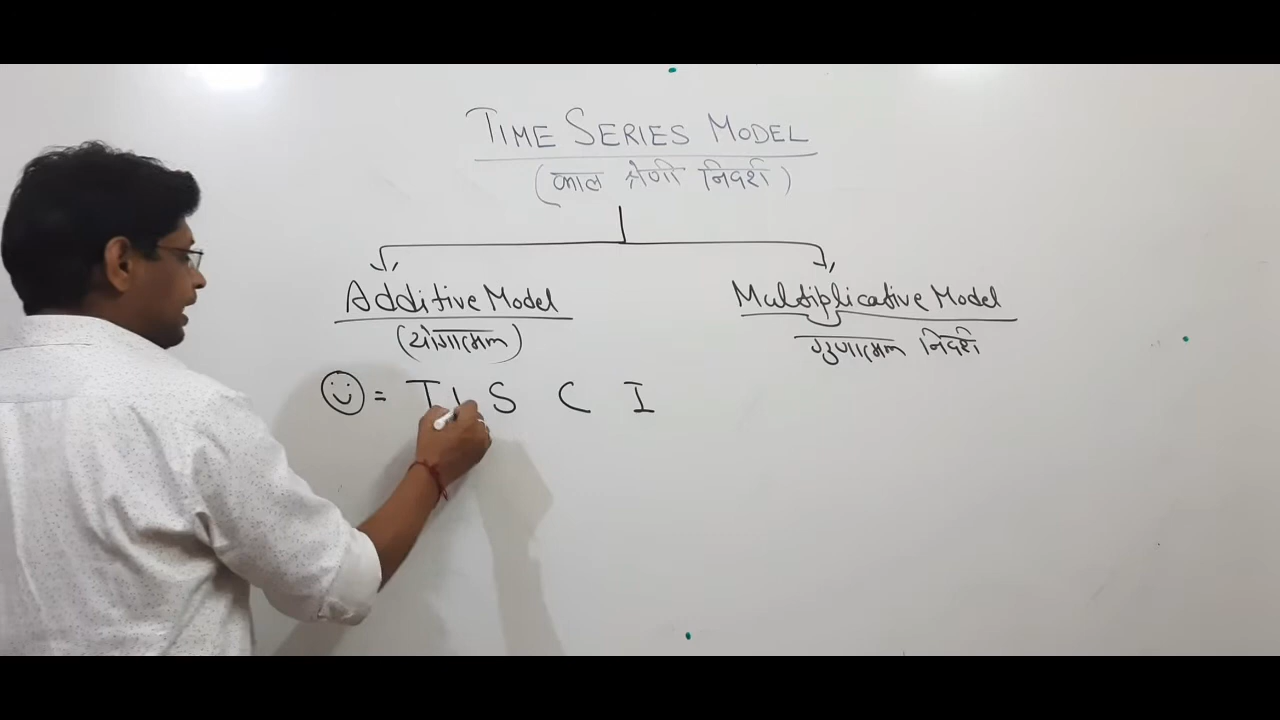 TIME SERIES MODEL
(काल श्रेणी निदर्श)
Additive Model
(योगात्मक)
Multiplicative Model
गुणात्मक निदर्श
= T S C I